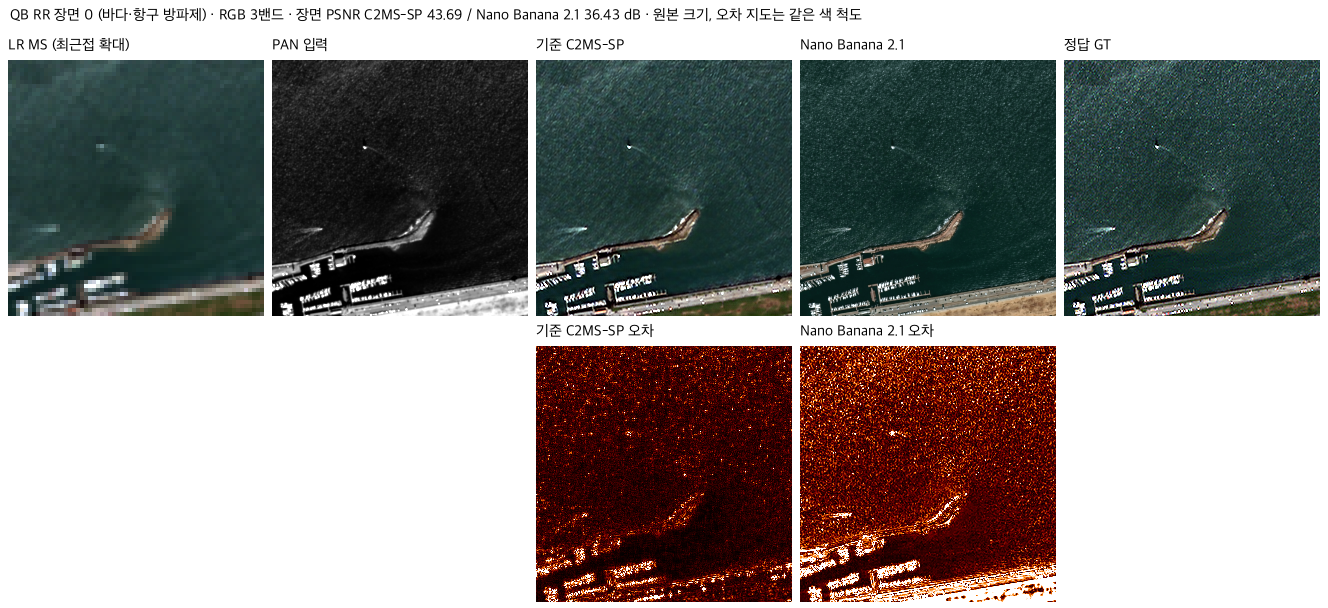 QB RR 장면 0 (바다·항구 방파제) · RGB 3밴드 · 장면 PSNR C2MS-SP 43.69 / Nano Banana 2.1 36.43 dB · 원본 크기, 오차 지도는 같은 색 척도
LR MS (최근접 확대)
PAN 입력
기준 C2MS-SP
Nano Banana 2.1
정답 GT
기준 C2MS-SP 오차
Nano Banana 2.1 오차